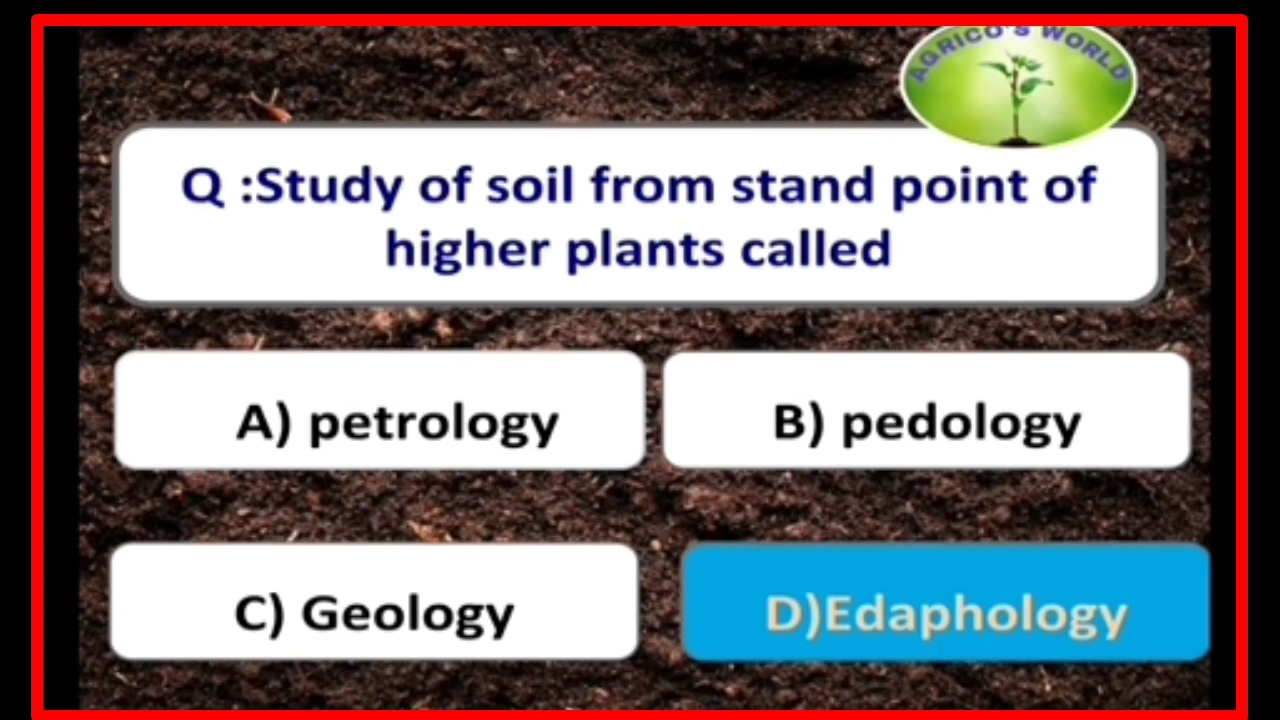 AGRICO'S WORLD
Q :Study of soil from stand point of
higher plants called
A) petrology
B) pedology
C) Geology
D)Edaphology